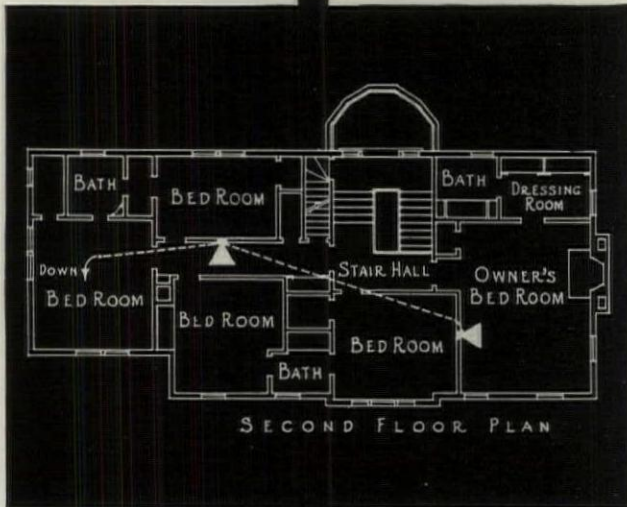 BATH
BED ROOM
BATH
DRESSING
ROOM
DOWN
BED ROOM
STAIR HALL
OWNER'S
BED ROOM
BED ROOM
BATH
BED ROOM
SECOND FLOOR PLAN